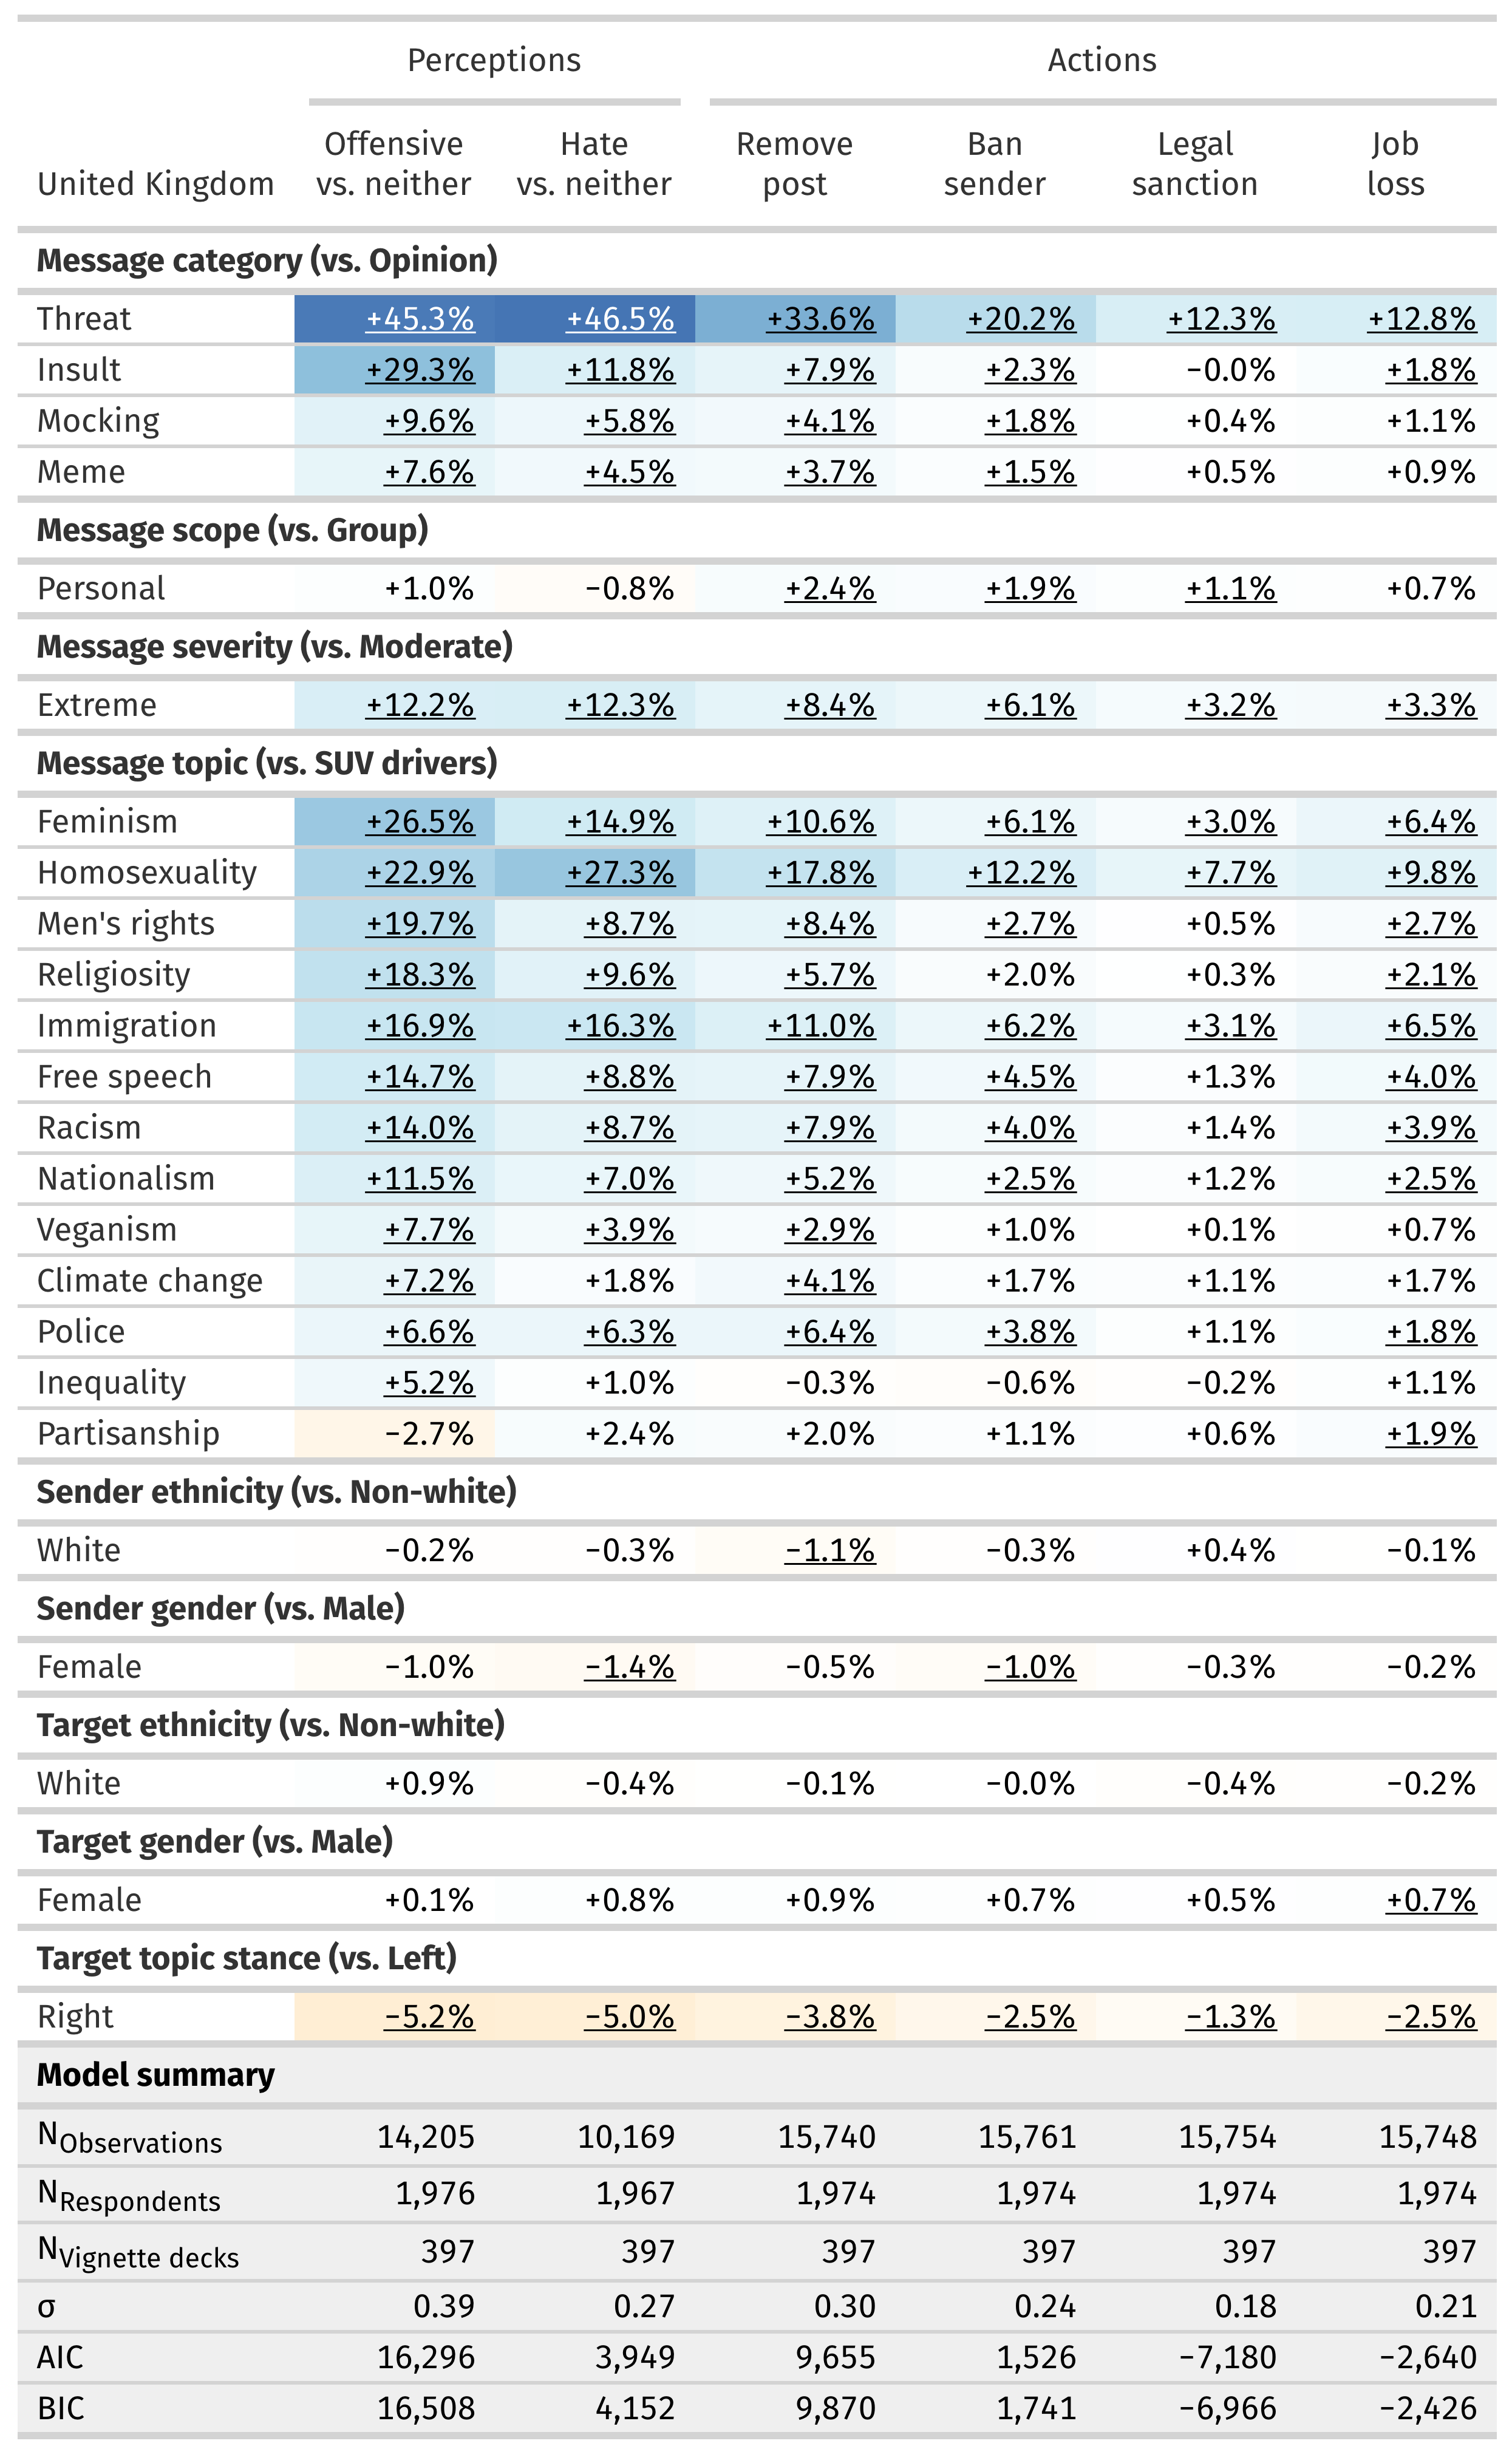 Perceptions Actions
Offensive Hate Remove Ban Legal Job
United Kingdom vs. neither vs. neither post sender sanction loss
Message category (vs. Opinion)
Threat +45.3% +46.5% +33.6% +20.2% +12.3% +12.8%
Insult +29.3% +11.8% +7.9% +2.3% −0.0% +1.8%
Mocking +9.6% +5.8% +4.1% +1.8% +0.4% +1.1%
Meme +7.6% +4.5% +3.7% +1.5% +0.5% +0.9%
Message scope (vs. Group)
Personal +1.0% −0.8% +2.4% +1.9% +1.1% +0.7%
Message severity (vs. Moderate)
Extreme +12.2% +12.3% +8.4% +6.1% +3.2% +3.3%
Message topic (vs. SUV drivers)
Feminism +26.5% +14.9% +10.6% +6.1% +3.0% +6.4%
Homosexuality +22.9% +27.3% +17.8% +12.2% +7.7% +9.8%
Men's rights +19.7% +8.7% +8.4% +2.7% +0.5% +2.7%
Religiosity +18.3% +9.6% +5.7% +2.0% +0.3% +2.1%
Immigration +16.9% +16.3% +11.0% +6.2% +3.1% +6.5%
Free speech +14.7% +8.8% +7.9% +4.5% +1.3% +4.0%
Racism +14.0% +8.7% +7.9% +4.0% +1.4% +3.9%
Nationalism +11.5% +7.0% +5.2% +2.5% +1.2% +2.5%
Veganism +7.7% +3.9% +2.9% +1.0% +0.1% +0.7%
Climate change +7.2% +1.8% +4.1% +1.7% +1.1% +1.7%
Police +6.6% +6.3% +6.4% +3.8% +1.1% +1.8%
Inequality +5.2% +1.0% −0.3% −0.6% −0.2% +1.1%
Partisanship −2.7% +2.4% +2.0% +1.1% +0.6% +1.9%
Sender ethnicity (vs. Non-white)
White −0.2% −0.3% −1.1% −0.3% +0.4% −0.1%
Sender gender (vs. Male)
Female −1.0% −1.4% −0.5% −1.0% −0.3% −0.2%
Target ethnicity (vs. Non-white)
White +0.9% −0.4% −0.1% −0.0% −0.4% −0.2%
Target gender (vs. Male)
Female +0.1% +0.8% +0.9% +0.7% +0.5% +0.7%
Target topic stance (vs. Left)
Right −5.2% −5.0% −3.8% −2.5% −1.3% −2.5%
Model summary
NObservations 14,205 10,169 15,740 15,761 15,754 15,748
NRespondents 1,976 1,967 1,974 1,974 1,974 1,974
NVignette decks 397 397 397 397 397 397
σ 0.39 0.27 0.30 0.24 0.18 0.21
AIC 16,296 3,949 9,655 1,526 −7,180 −2,640
BIC 16,508 4,152 9,870 1,741 −6,966 −2,426